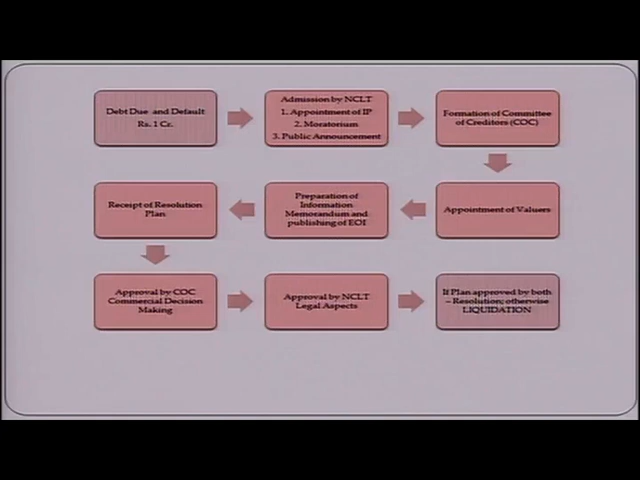 Debt Due and Default
Rs. 1 Cr.
Admission by NCLT
1. Appointment of IP
2. Moratorium
3. Public Announcement
Formation of Committee
of Creditors (COC)
Appointment of Valuers
Preparation of
Information
Memorandum and
publishing of EOI
Receipt of Resolution
Plan
Approval by COC
Commercial Decision
Making
Approval by NCLT
Legal Aspects
If Plan approved by both
– Resolution; otherwise
LIQUIDATION